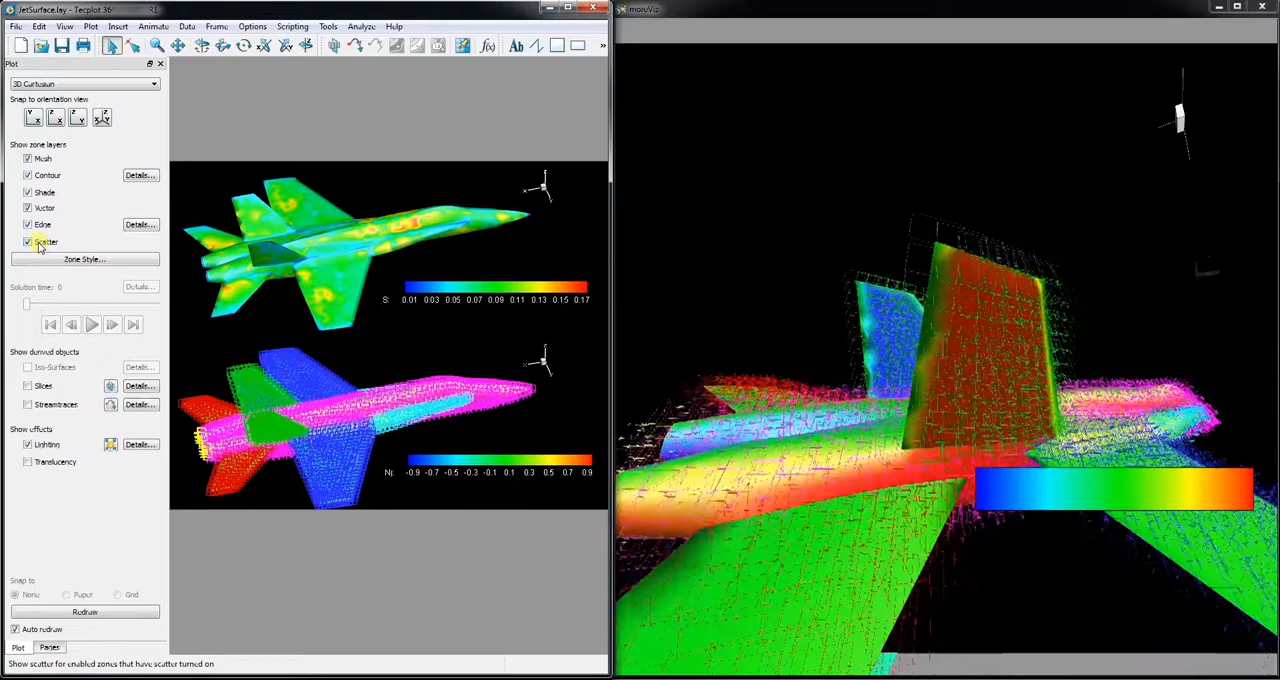 JetSurface.lay - Tecplot 36    R1
File Edit View Plot Insert Animate Data Frame Options Scripting Tools Analyze Help
Ab
»
Plot
3D Cartesian
Snap to orientation view
Show zone layers
Mesh
Contour Details...
Shade
Vector
Edge Details...
Scatter
Zone Style...
Solution time: 0 Details...
Show derived objects
Iso-Surfaces Details...
Slices Details...
Streamtraces Details...
Show effects
Lighting Details...
Translucency
Snap to
None Paper Grid
Redraw
Auto redraw
Plot Pages
Show scatter for enabled zones that have scatter turned on
S:
0.01 0.03 0.05 0.07 0.09 0.11 0.13 0.15 0.17
-0.9 -0.7 -0.5 -0.3 -0.1 0.1 0.3 0.5 0.7 0.9
moreViz